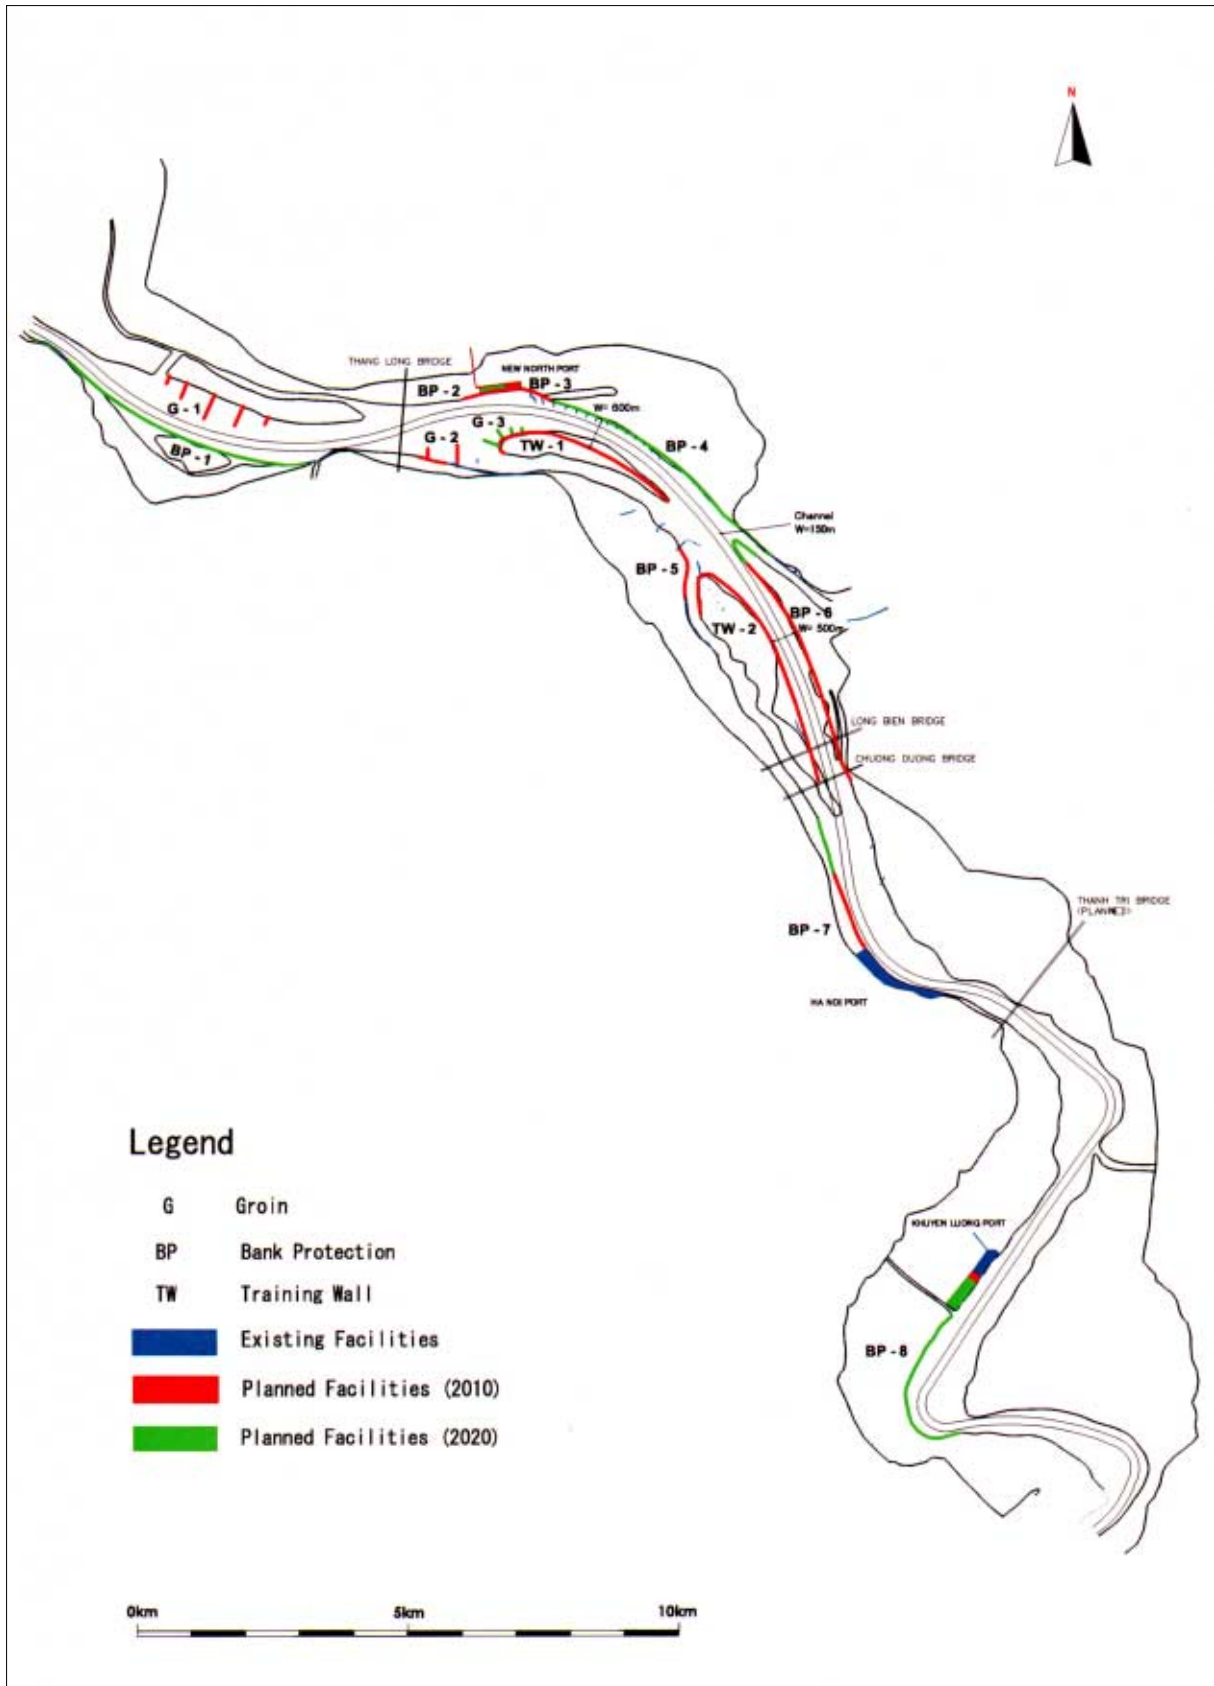 N
THANG LONG BRIDGE
NEW NORTH PORT
BP - 2
BP - 3
W= 600m
G - 1
G - 3
G - 2
TW - 1
BP - 4
BP - 1
Channel
W=150m
BP - 5
BP - 6
TW - 2
W= 500m
LONG BIEN BRIDGE
CHUONG DUONG BRIDGE
THANH TRI BRIDGE
BP - 7
HA NOI PORT
Legend
G Groin
KHUYEN LUONG PORT
BP Bank Protection
TW Training Wall
Existing Facilities
BP - 8
Planned Facilities (2010)
Planned Facilities (2020)
0km 5km 10km